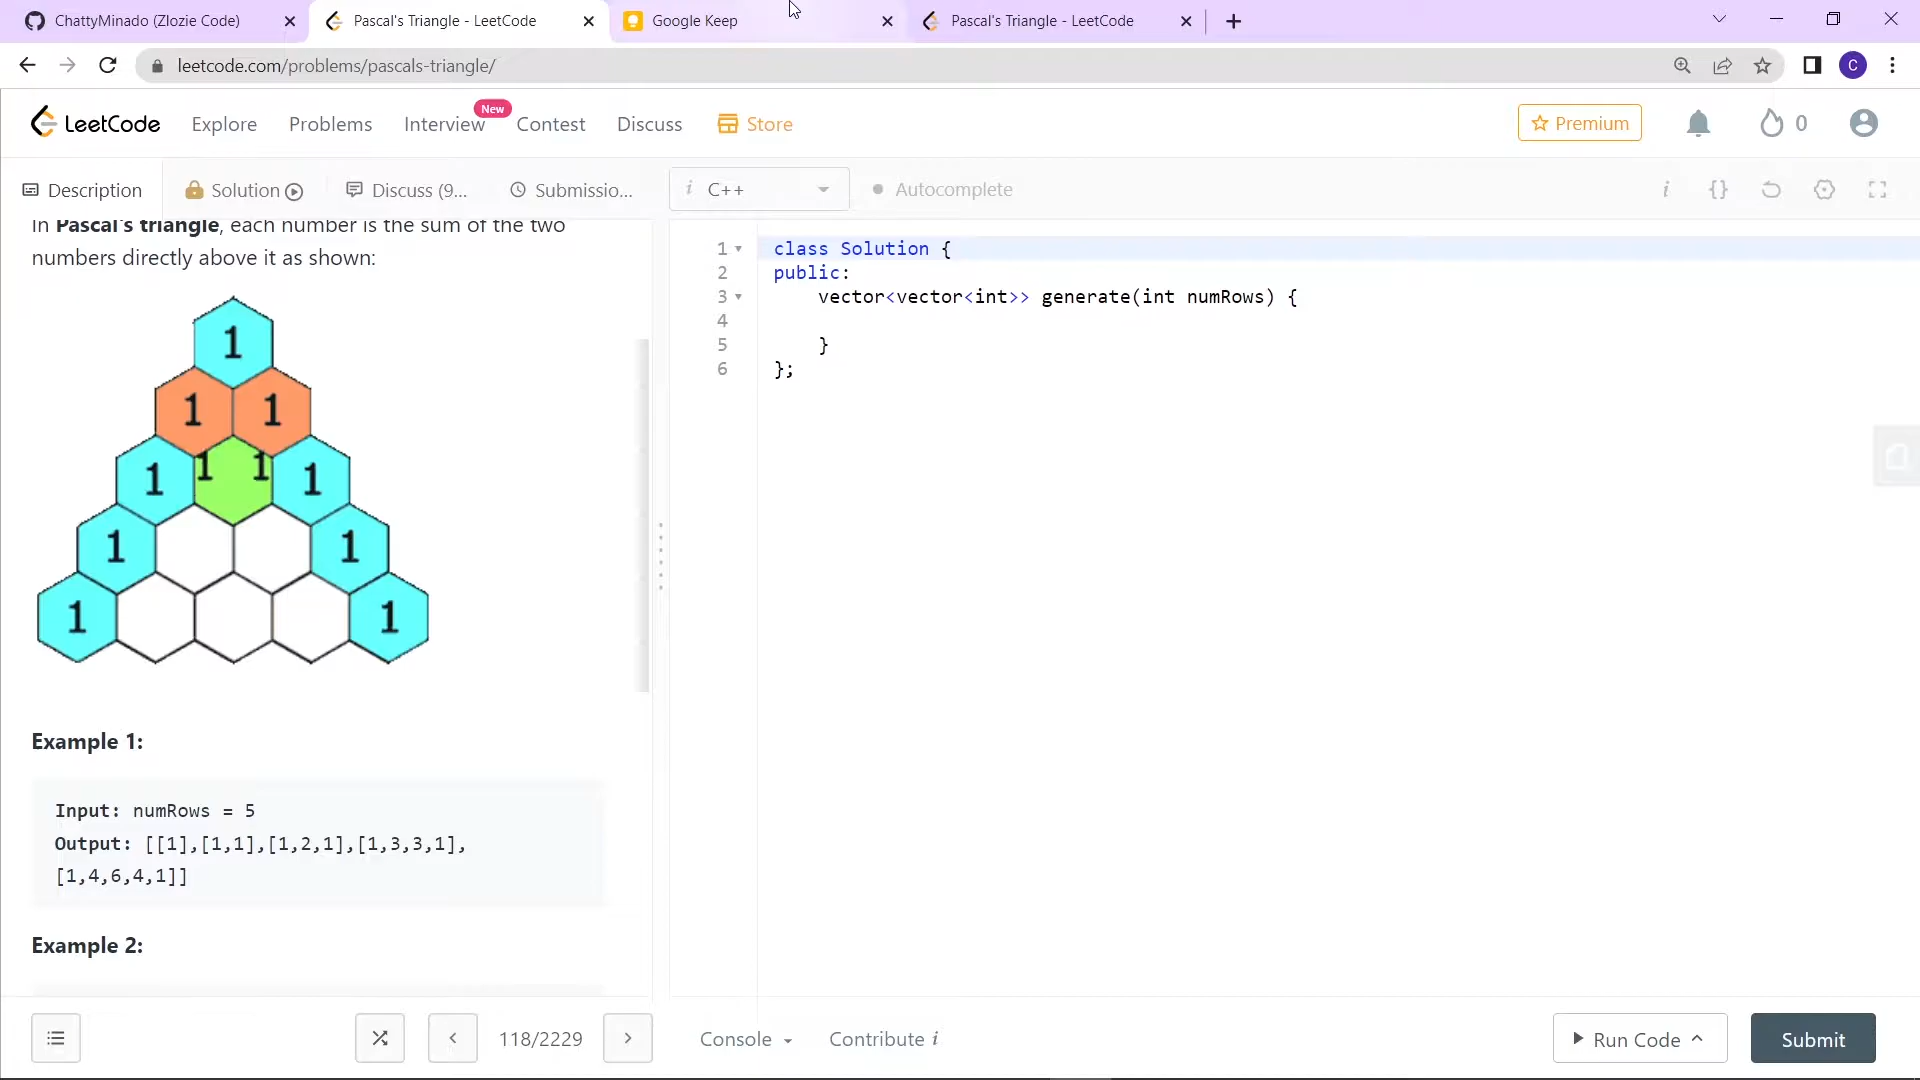 ChattyMinado (Zlozie Code)
Pascal's Triangle - LeetCode
Google Keep
Pascal's Triangle - LeetCode
leetcode.com/problems/pascals-triangle/
C
LeetCode
Explore
Problems
Interview
New
Contest
Discuss
Store
Premium
0
Description
Solution
Discuss (9...
Submissio...
i C++
Autocomplete
i
{}
In Pascal's triangle, each number is the sum of the two
numbers directly above it as shown:
1
1 1
1 1 1 1
1 1
1 1
Example 1:
Input: numRows = 5
Output: [[1],[1,1],[1,2,1],[1,3,3,1],
[1,4,6,4,1]]
Example 2:
1 class Solution {
2 public:
3     vector<vector<int>> generate(int numRows) {
4
5     }
6 };
118/2229
Console
Contribute i
Run Code
Submit